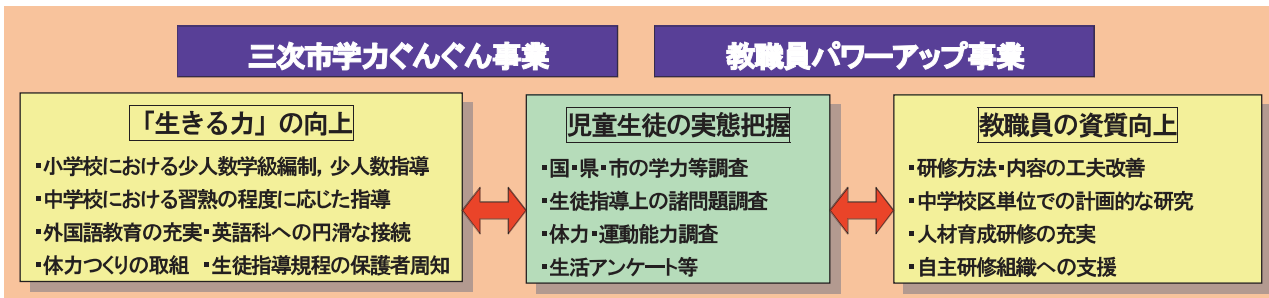 三次市学力ぐんぐん事業
教職員パワーアップ事業
「生きる力」の向上
・小学校における少人数学級編制，少人数指導
・中学校における習熟の程度に応じた指導
・外国語教育の充実・英語科への円滑な接続
・体力つくりの取組 ・生徒指導規程の保護者周知
児童生徒の実態把握
・国・県・市の学力等調査
・生徒指導上の諸問題調査
・体力・運動能力調査
・生活アンケート等
教職員の資質向上
・研修方法・内容の工夫改善
・中学校区単位での計画的な研究
・人材育成研修の充実
・自主研修組織への支援